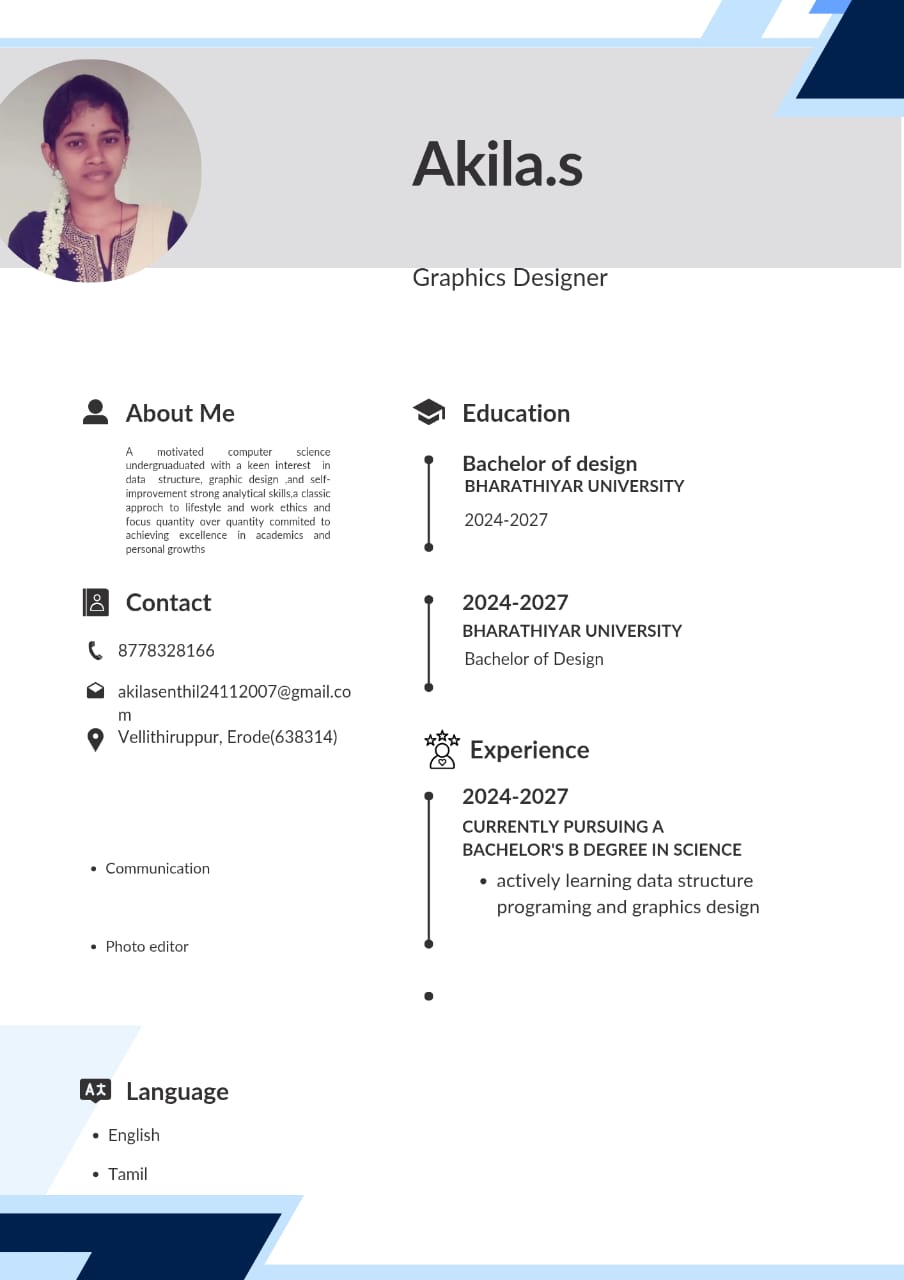 Akila.s
Graphics Designer
About Me
A motivated computer science
undergruaduated with a keen interest in
data structure, graphic design ,and self-
improvement strong analytical skills,a classic
approch to lifestyle and work ethics and
focus quantity over quantity commited to
achieving excellence in academics and
personal growths
Contact
8778328166
akilasenthil24112007@gmail.co
m
Vellithiruppur, Erode(638314)
• Communication
• Photo editor
Language
• English
• Tamil
Education
Bachelor of design
BHARATHIYAR UNIVERSITY
2024-2027
2024-2027
BHARATHIYAR UNIVERSITY
Bachelor of Design
Experience
2024-2027
CURRENTLY PURSUING A
BACHELOR'S B DEGREE IN SCIENCE
• actively learning data structure
programing and graphics design